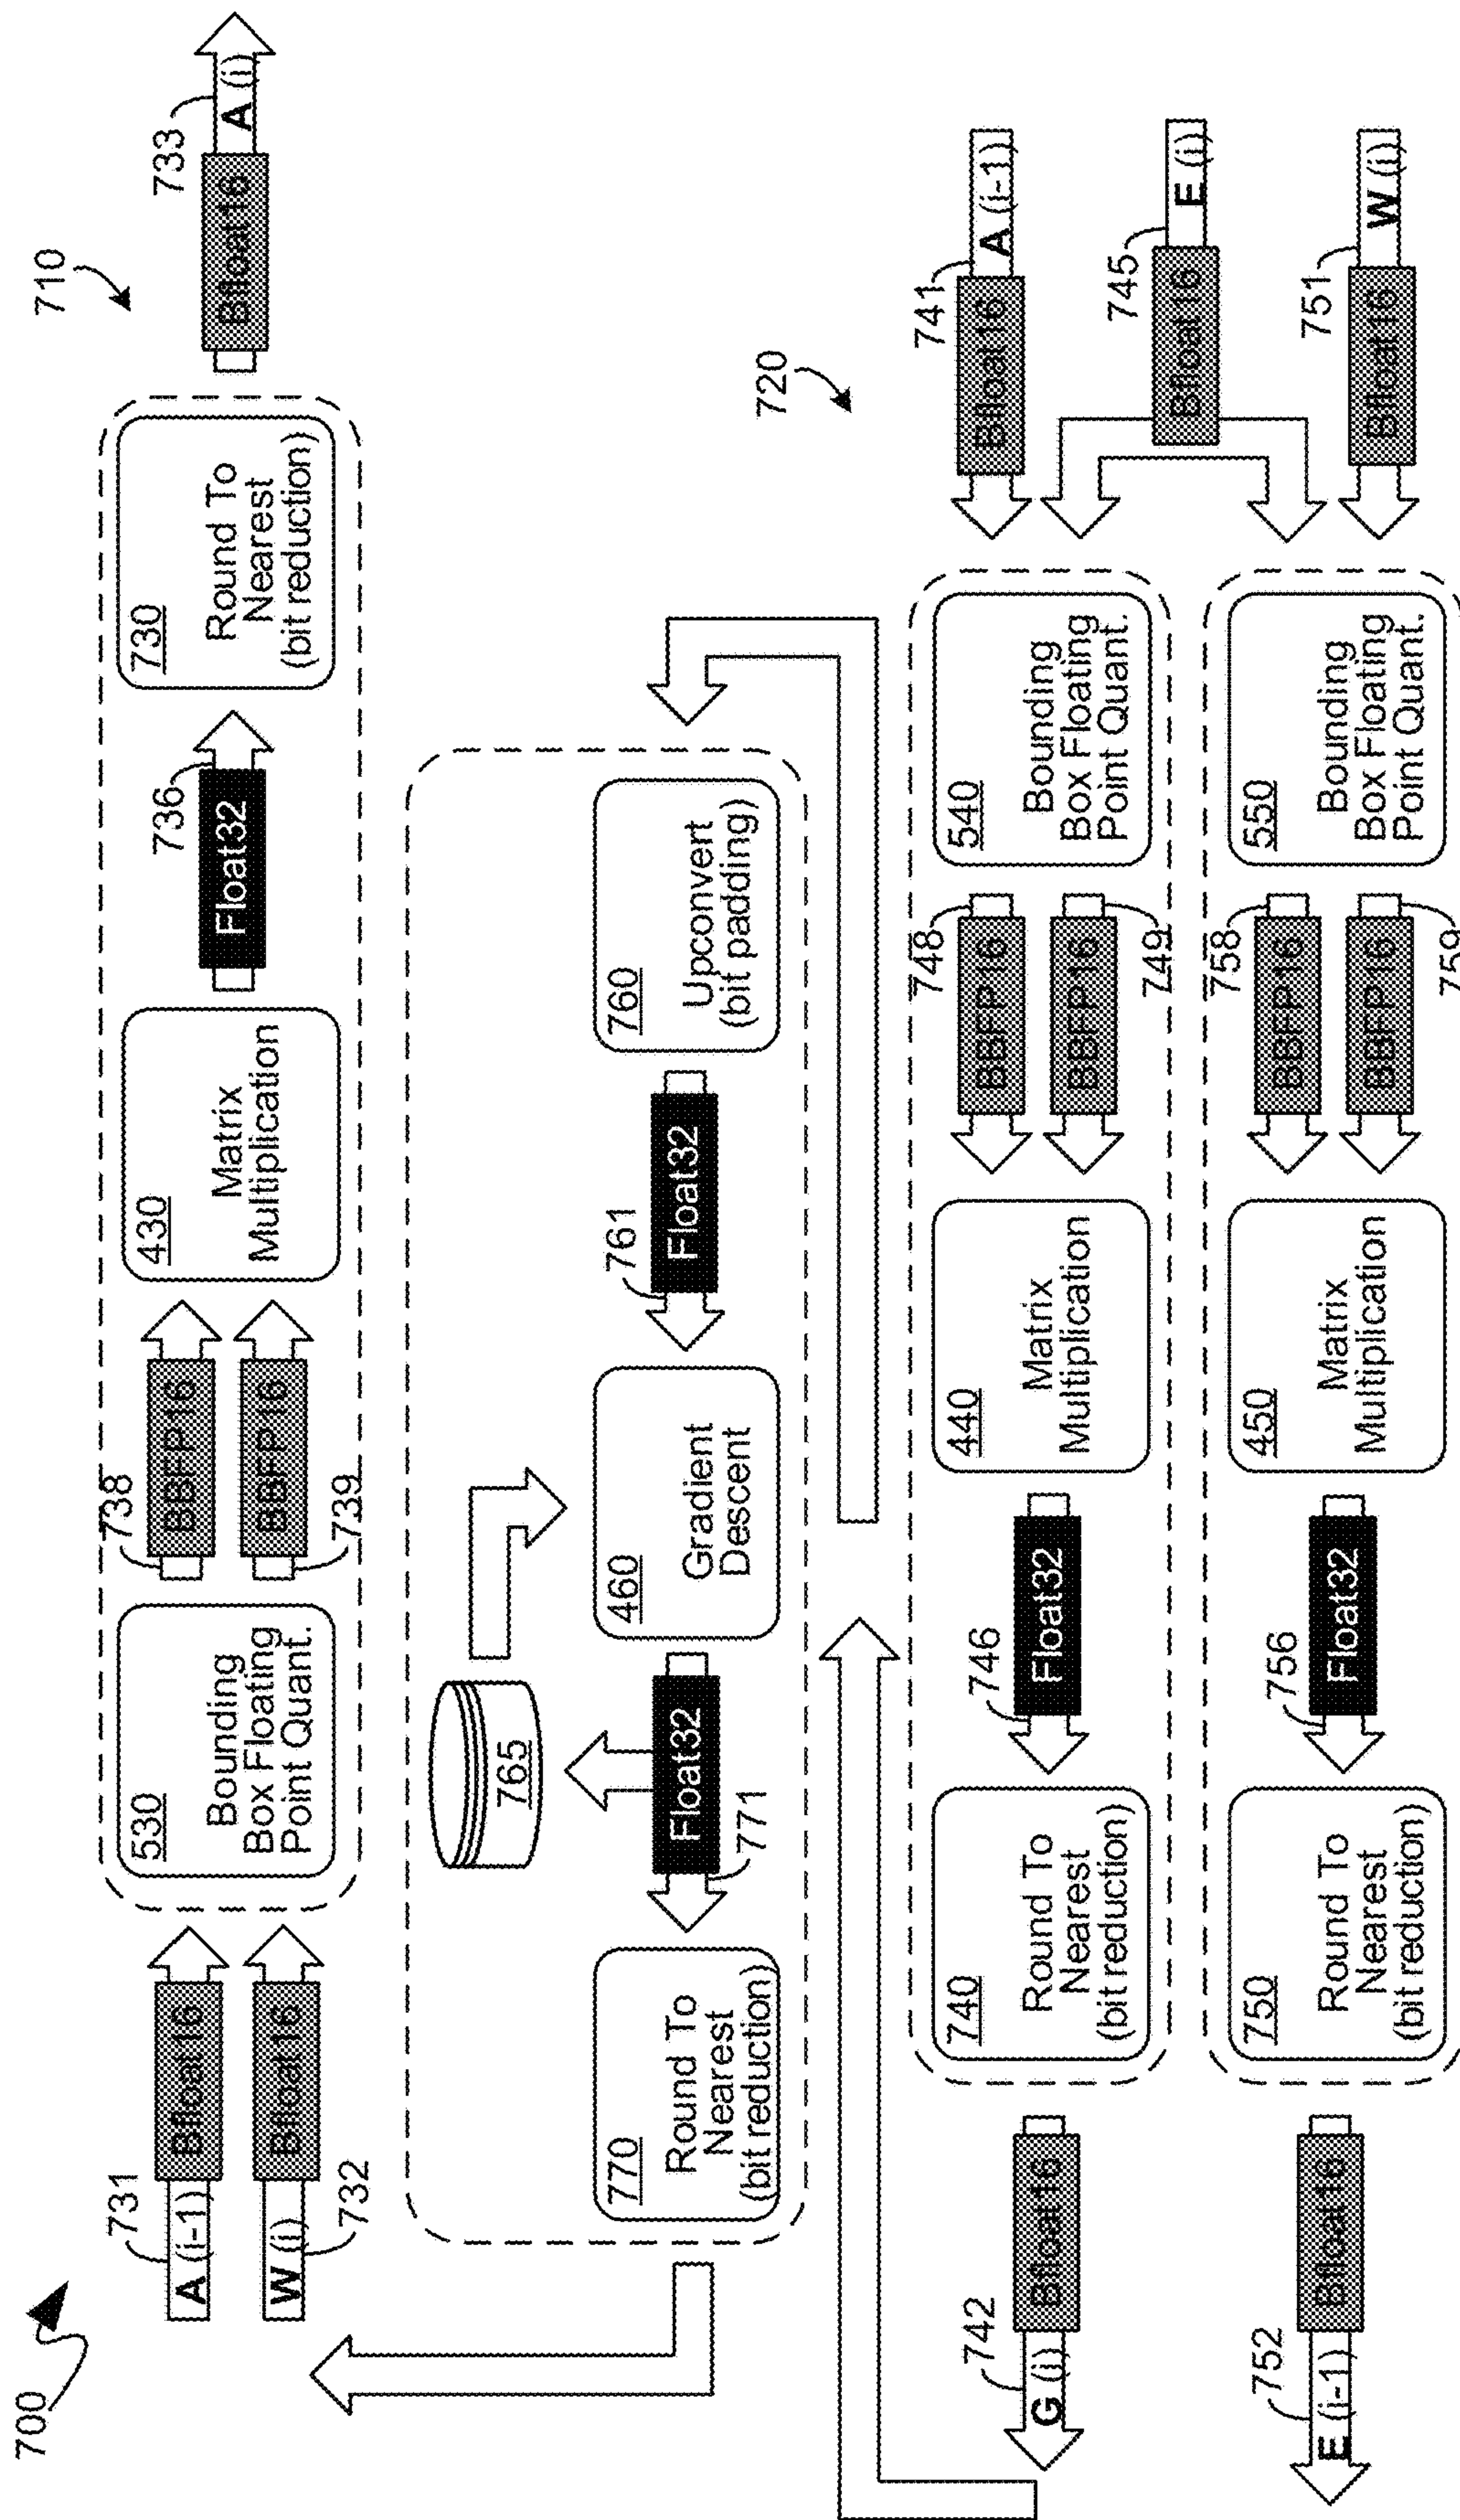 700
710
731
A (i-1)
Bfloat16
W (i)
732
Bfloat16
530
Bounding
Box Floating
Point Quant.
738
BBFP16
BBFP16
739
430
Matrix
Multiplication
736
Float32
730
Round To
Nearest
(bit reduction)
733
Bfloat16
A (i)
770
Round To
Nearest
(bit reduction)
771
Float32
765
460
Gradient
Descent
761
Float32
760
Upconvert
(bit padding)
720
742
G (i)
Bfloat16
740
Round To
Nearest
(bit reduction)
746
Float32
440
Matrix
Multiplication
748
BBFP16
BBFP16
749
540
Bounding
Box Floating
Point Quant.
741
Bfloat16
A (i-1)
745
Bfloat16
E (i)
752
E (i-1)
Bfloat16
750
Round To
Nearest
(bit reduction)
756
Float32
450
Matrix
Multiplication
758
BBFP16
BBFP16
759
550
Bounding
Box Floating
Point Quant.
751
Bfloat16
W (i)